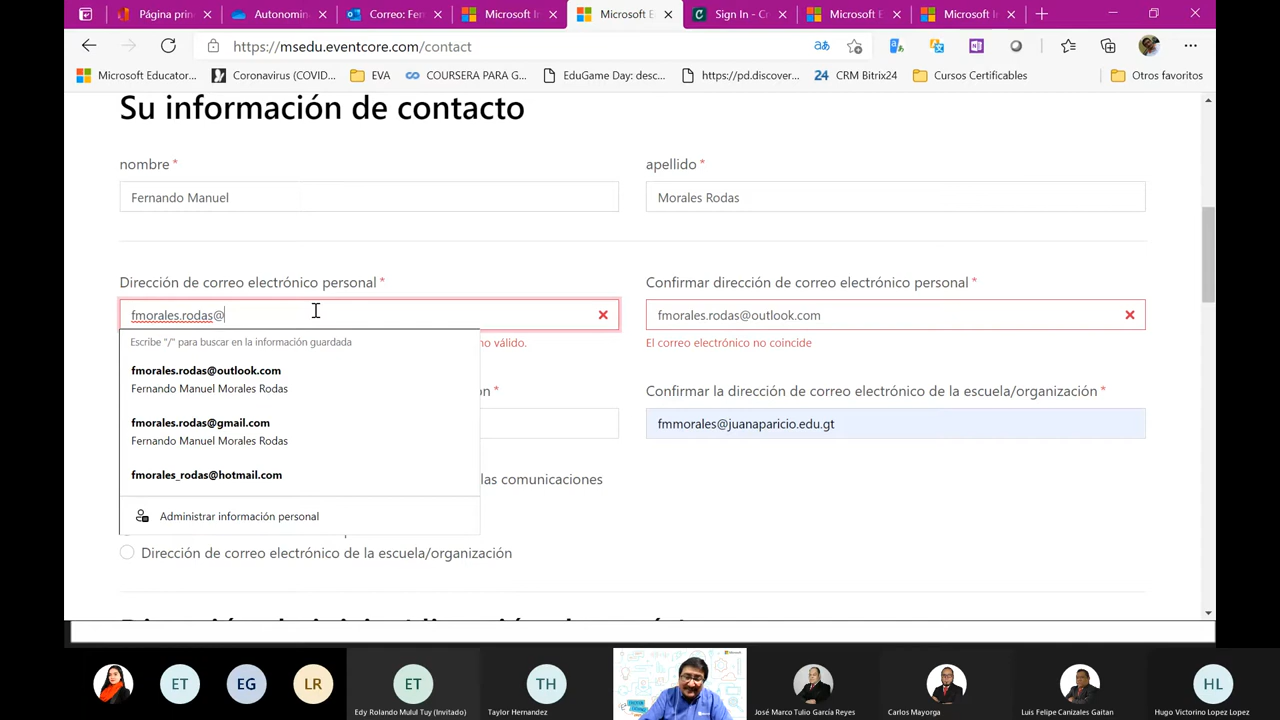 Página prin
Autonomin
Correo: Fer
Microsoft In
Microsoft E
Sign In - Cr
Microsoft E
Microsoft In
https://msedu.eventcore.com/contact
Microsoft Educator...
Coronavirus (COVID...
EVA
COURSERA PARA G...
EduGame Day: desc...
https://pd.discover...
24 CRM Bitrix24
Cursos Certificables
Otros favoritos
Su información de contacto
nombre *
apellido *
Fernando Manuel
Morales Rodas
Dirección de correo electrónico personal *
Confirmar dirección de correo electrónico personal *
fmorales.rodas@
fmorales.rodas@outlook.com
Escribe "/" para buscar en la información guardada
no válido.
El correo electrónico no coincide
fmorales.rodas@outlook.com
Fernando Manuel Morales Rodas
Confirmar la dirección de correo electrónico de la escuela/organización *
fmorales.rodas@gmail.com
Fernando Manuel Morales Rodas
fmmorales@juanaparicio.edu.gt
fmorales_rodas@hotmail.com
las comunicaciones
Administrar información personal
Dirección de correo electrónico de la escuela/organización
ET
EG
LR
ET
TH
HL
Edy Rolando Mulul Tuy (Invitado)
Taylor Hernandez
José Marco Tulio García Reyes
Carlos Mayorga
Luis Felipe Canizales Gaitan
Hugo Victorino Lopez Lopez